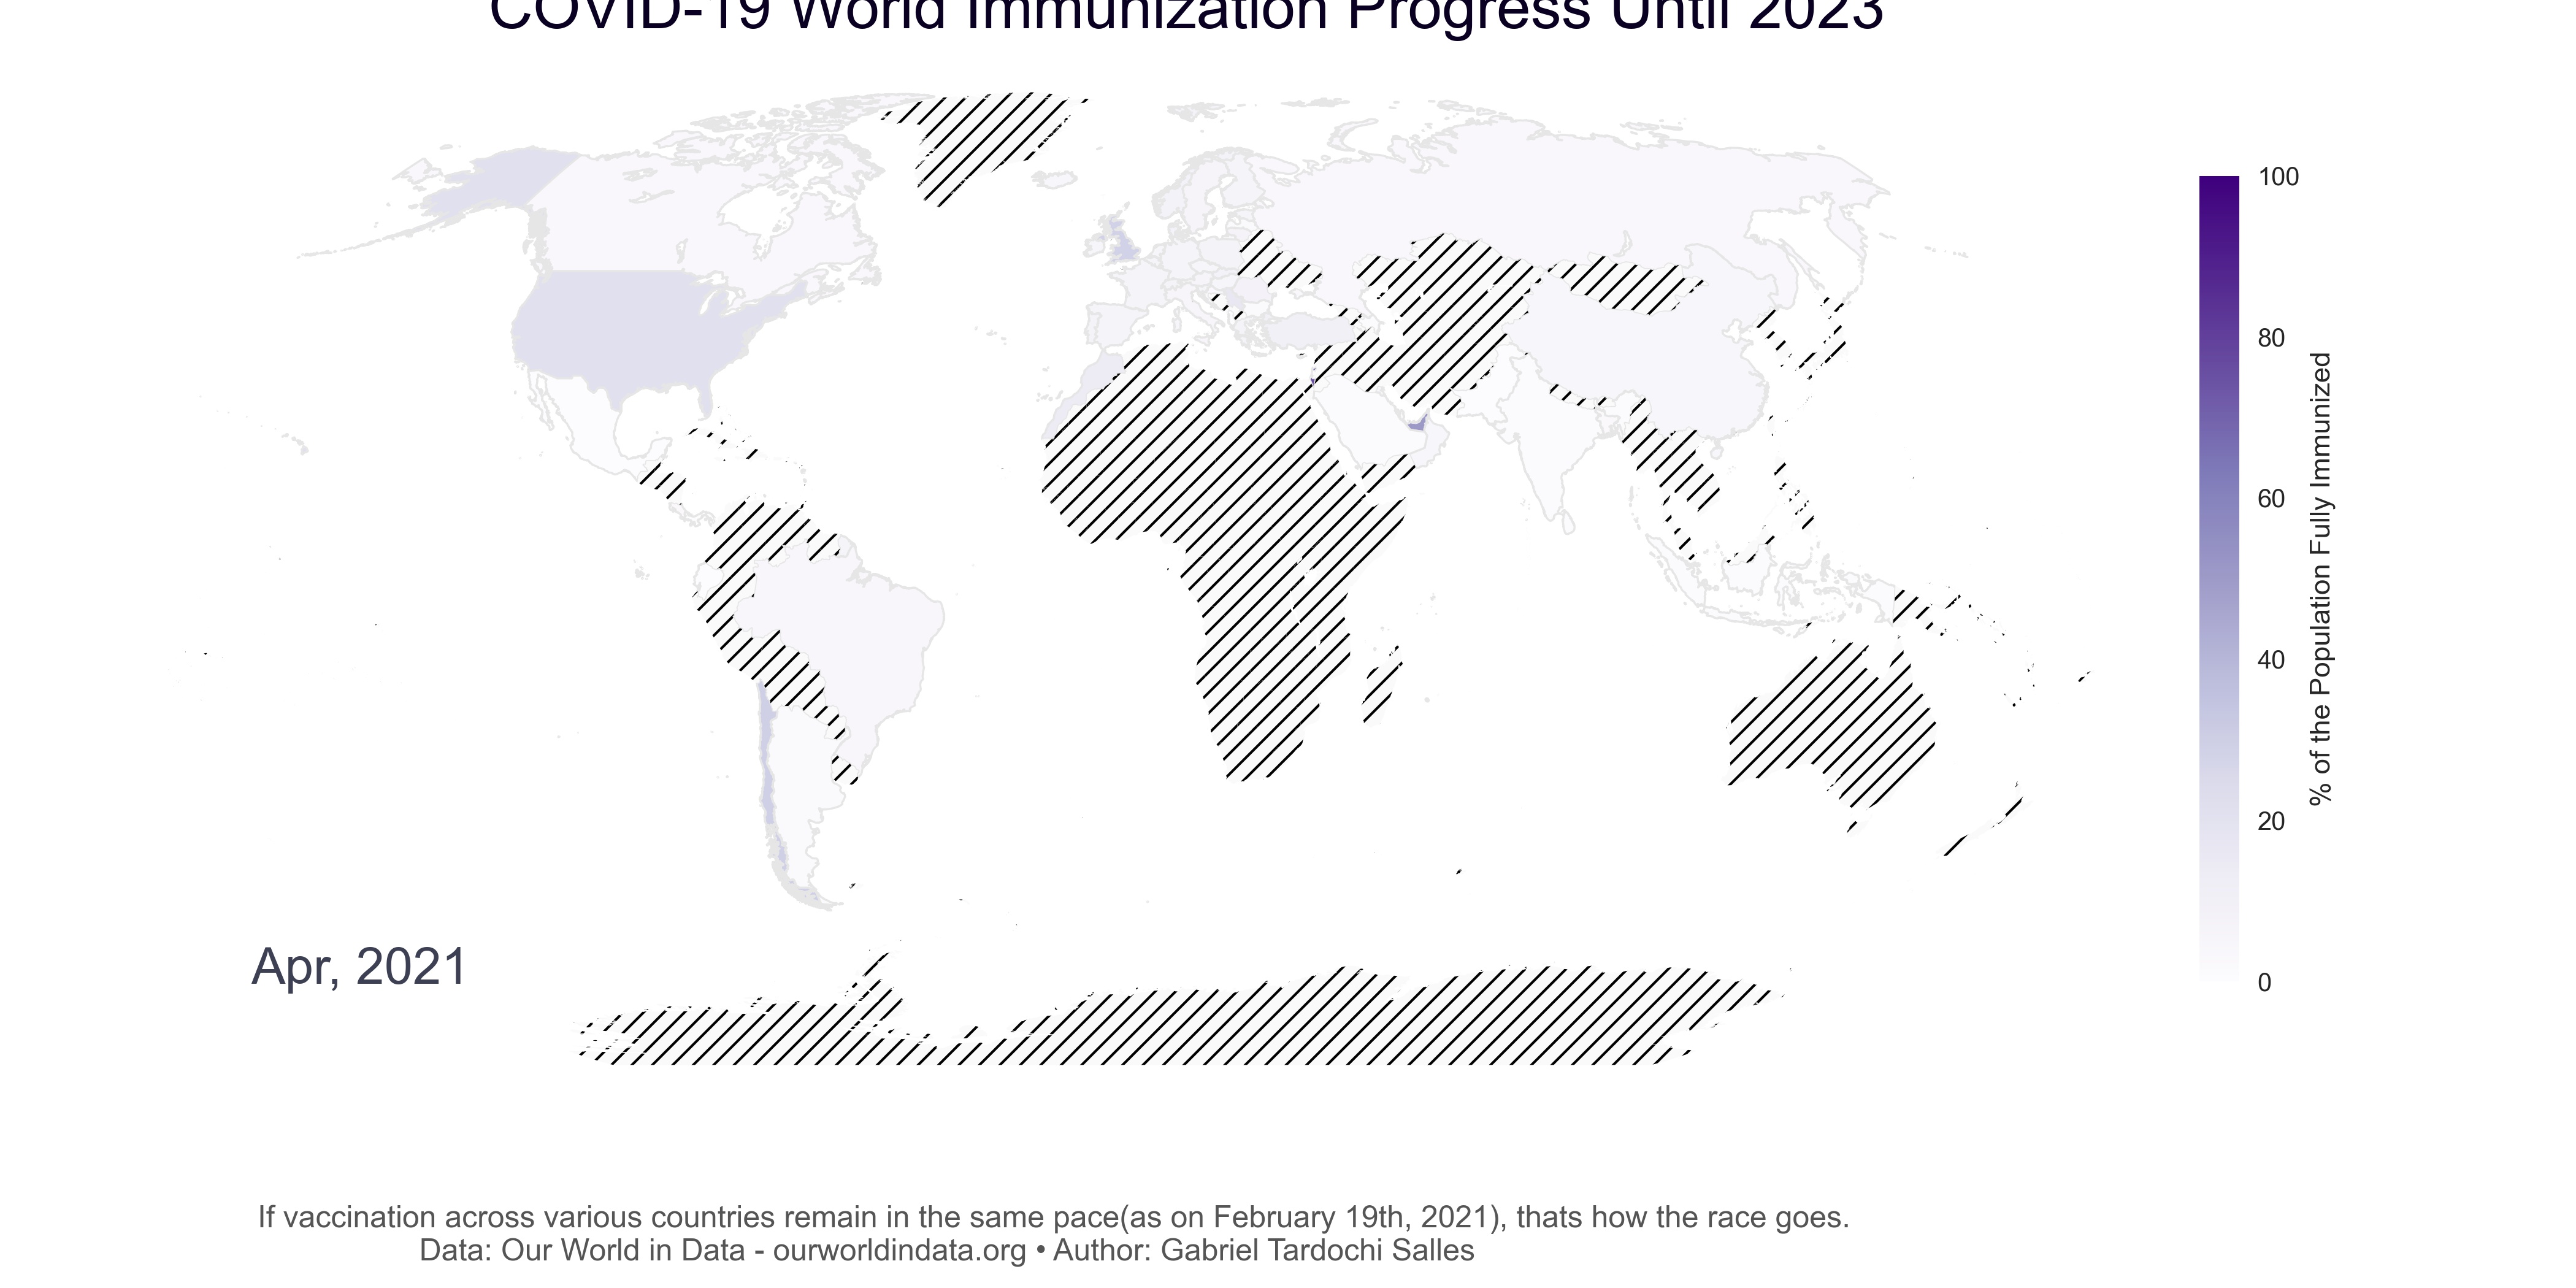 COVID-19 World Immunization Progress Until 2023
100
80
60
40
20
0
% of the Population Fully Immunized
Apr, 2021
If vaccination across various countries remain in the same pace(as on February 19th, 2021), thats how the race goes.
Data: Our World in Data - ourworldindata.org • Author: Gabriel Tardochi Salles